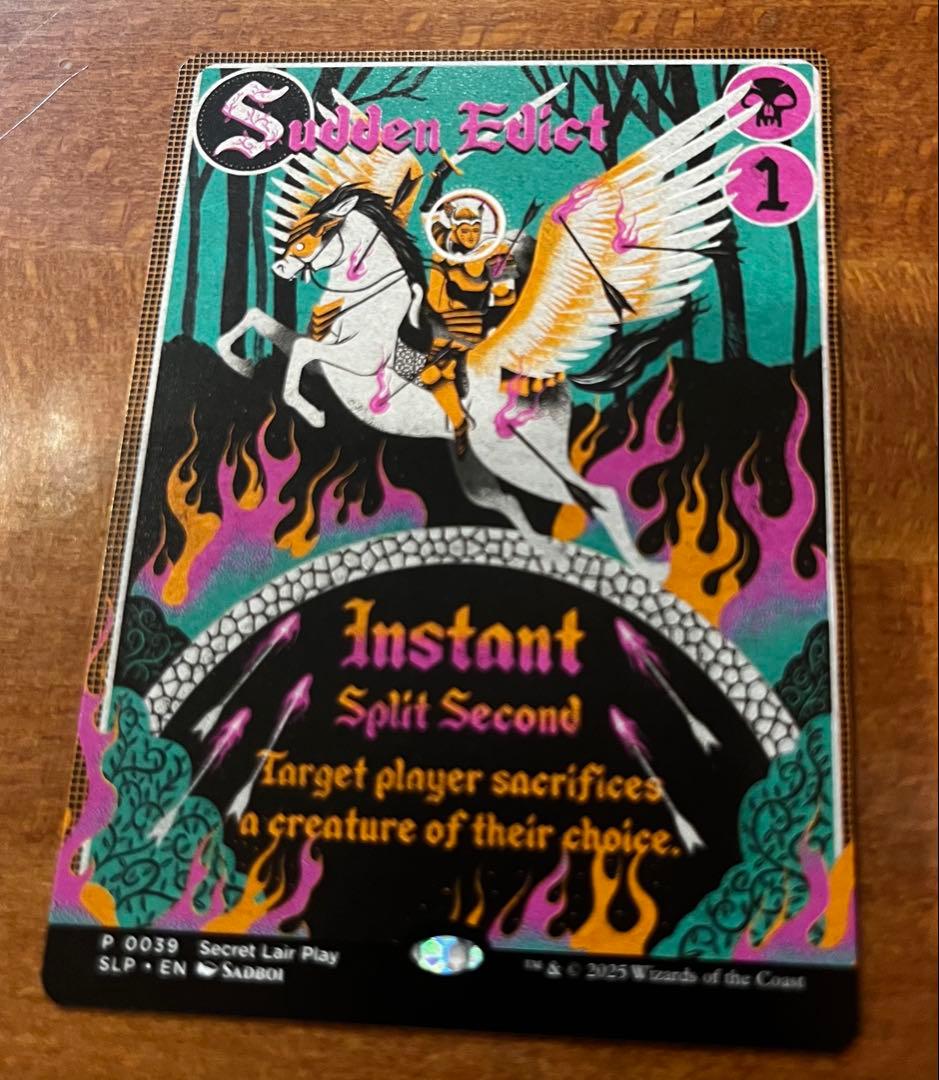 Sudden Edict
1
Instant
Split Second
Target player sacrifices
a creature of their choice.
P 0039 Secret Lair Play
SLP • EN SADBOI
™ & © 2025 Wizards of the Coast